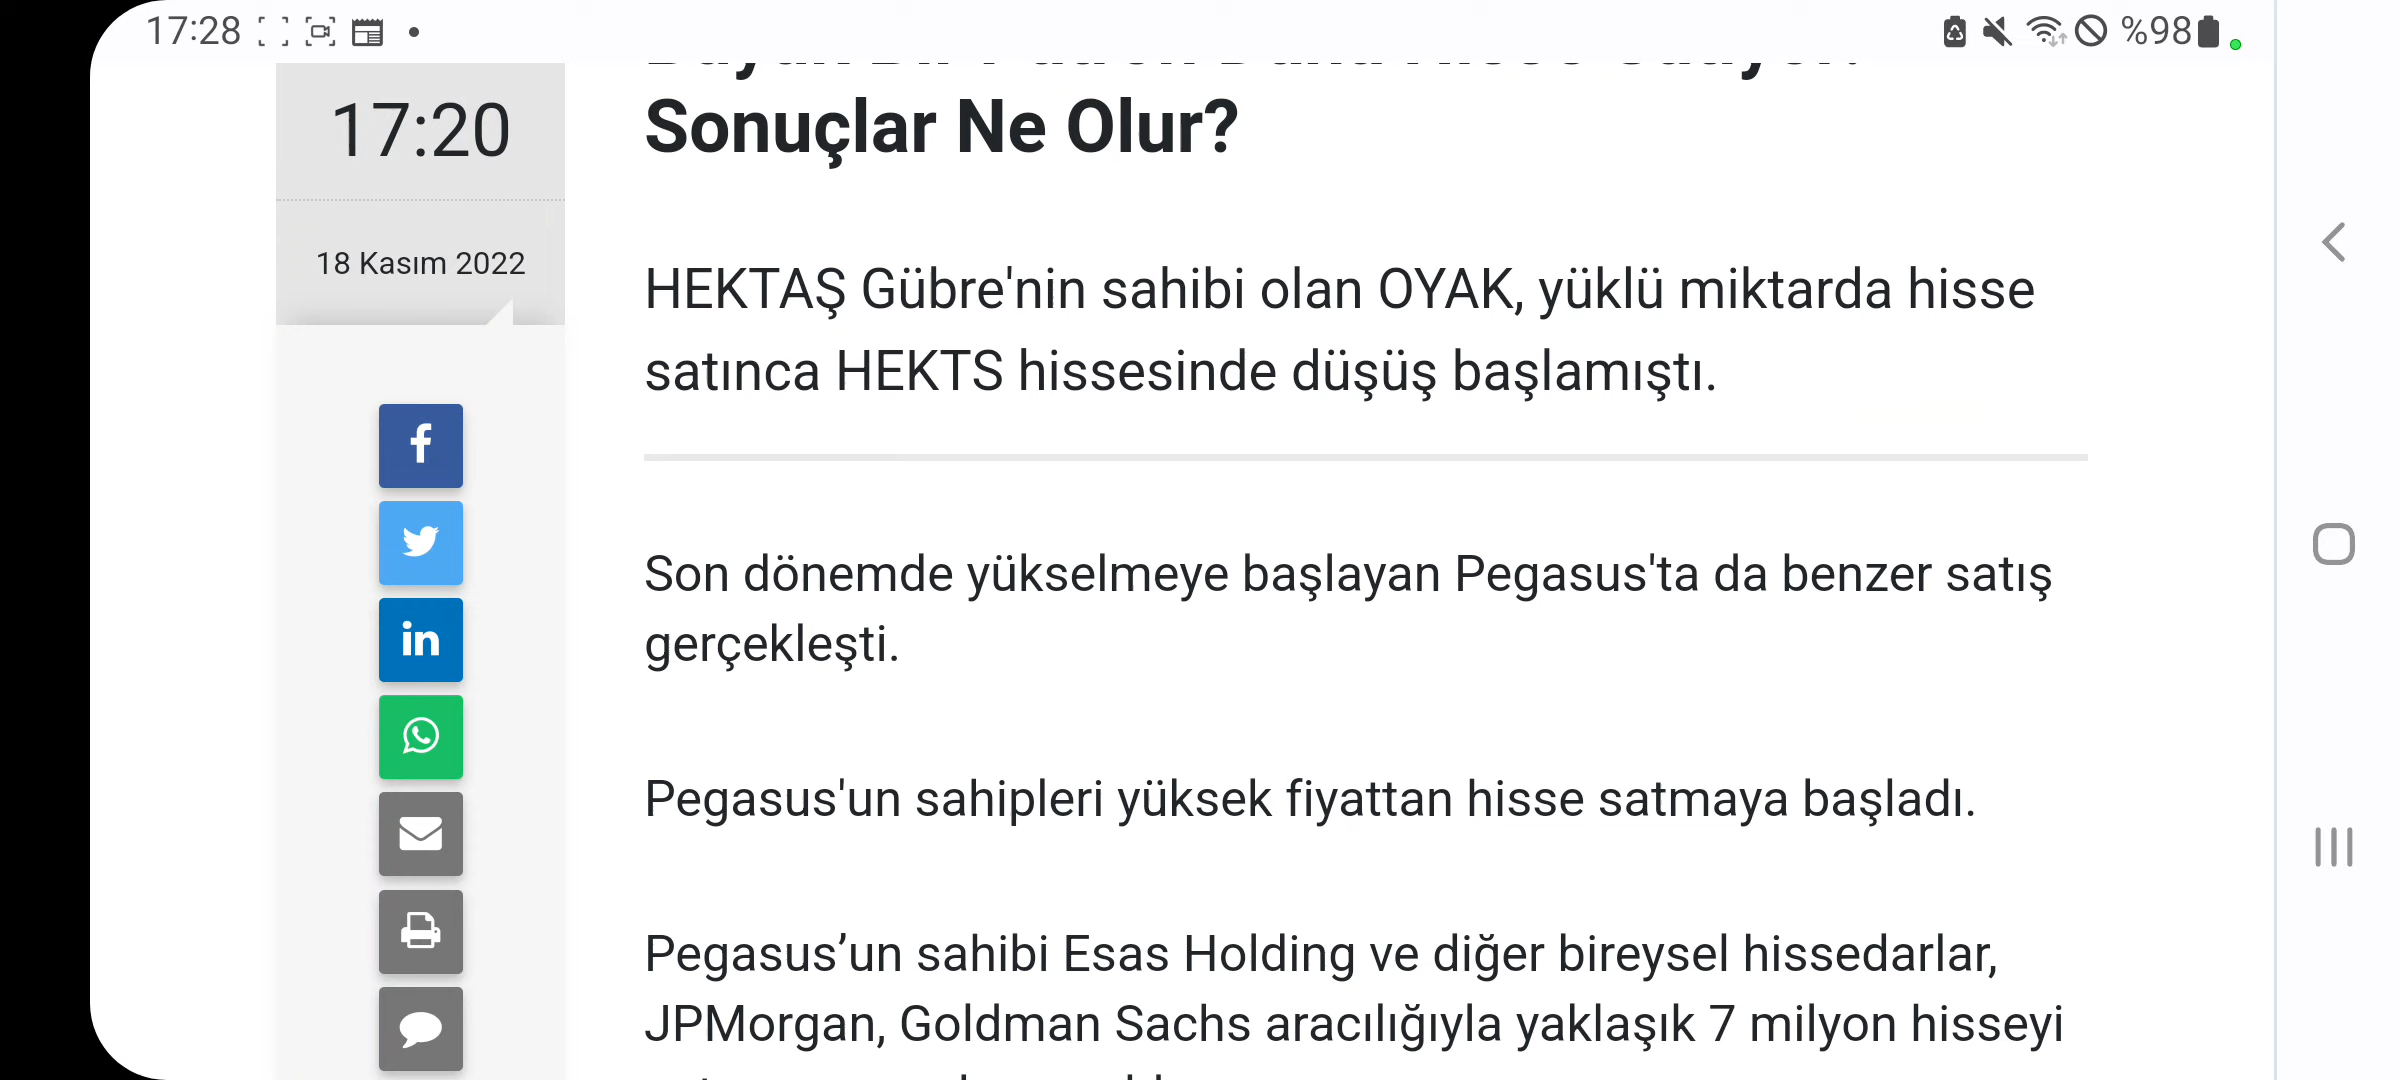 17:28
%98
17:20
18 Kasım 2022
Sonuçlar Ne Olur?
HEKTAŞ Gübre'nin sahibi olan OYAK, yüklü miktarda hisse
satınca HEKTS hissesinde düşüş başlamıştı.
Son dönemde yükselmeye başlayan Pegasus'ta da benzer satış
gerçekleşti.
Pegasus'un sahipleri yüksek fiyattan hisse satmaya başladı.
Pegasus’un sahibi Esas Holding ve diğer bireysel hissedarlar,
JPMorgan, Goldman Sachs aracılığıyla yaklaşık 7 milyon hisseyi